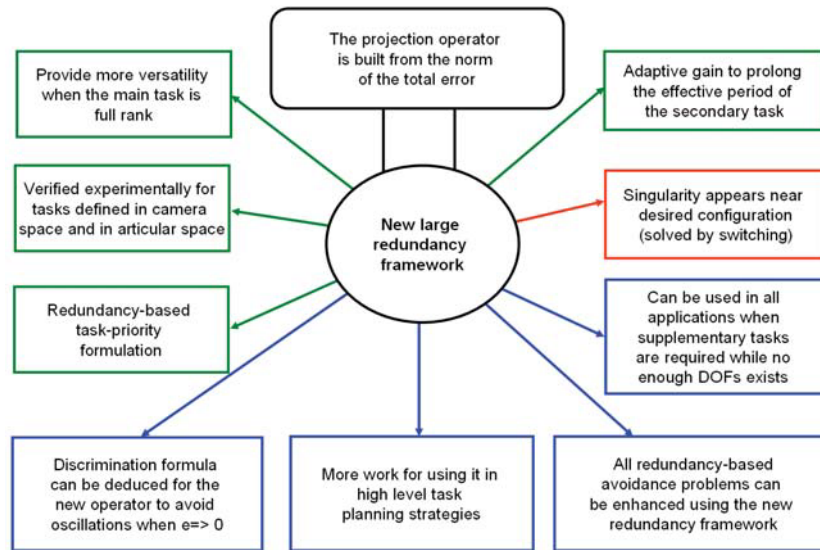 The projection operator
is built from the norm
of the total error
Provide more versatility
when the main task is
full rank
Adaptive gain to prolong
the effective period of
the secondary task
Verified experimentally for
tasks defined in camera
space and in articular space
New large
redundancy
framework
Singularity appears near
desired configuration
(solved by switching)
Redundancy-based
task-priority
formulation
Can be used in all
applications when
supplementary tasks
are required while no
enough DOFs exists
Discrimination formula
can be deduced for the
new operator to avoid
oscillations when e=> 0
More work for using it in
high level task
planning strategies
All redundancy-based
avoidance problems can
be enhanced using the new
redundancy framework